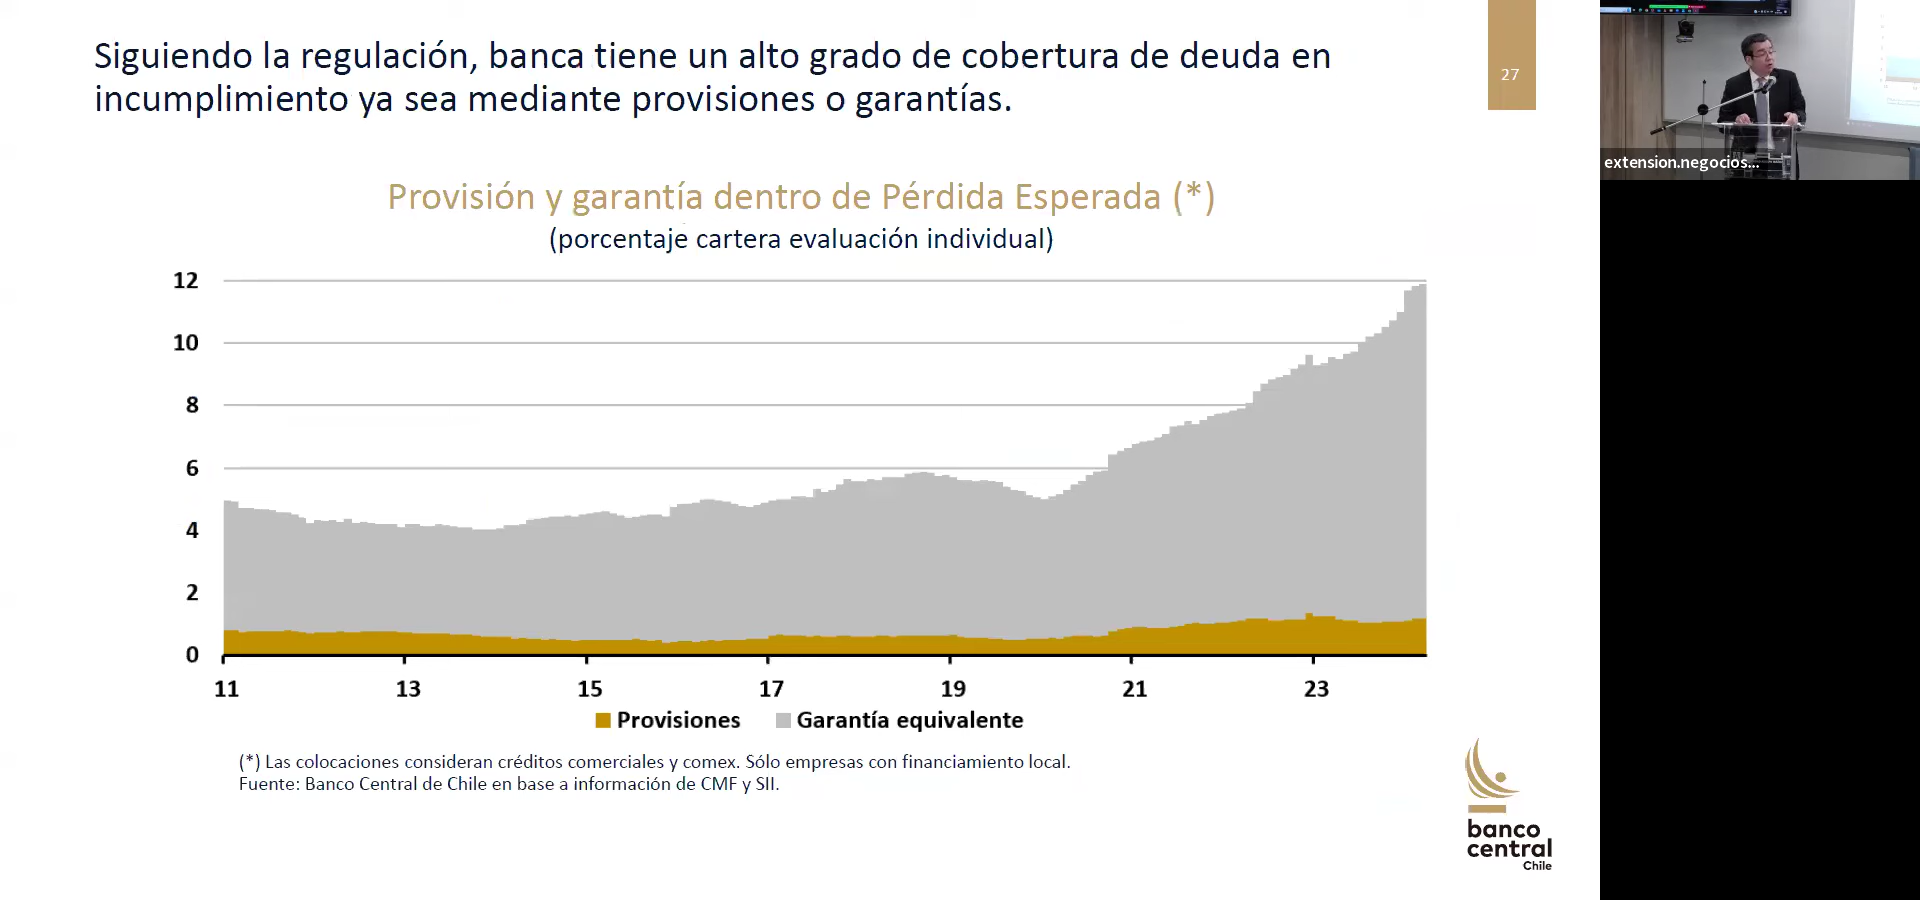 Siguiendo la regulación, banca tiene un alto grado de cobertura de deuda en
incumplimiento ya sea mediante provisiones o garantías.
27
extension.negocios...
Provisión y garantía dentro de Pérdida Esperada (*)
(porcentaje cartera evaluación individual)
12
10
8
6
4
2
0
11 13 15 17 19 21 23
Provisiones Garantía equivalente
(*) Las colocaciones consideran créditos comerciales y comex. Sólo empresas con financiamiento local.
Fuente: Banco Central de Chile en base a información de CMF y SII.
banco
central
Chile